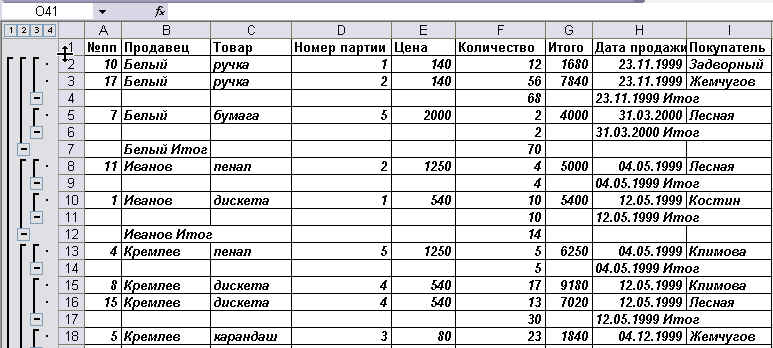 O41 fx
1 2 3 4 A B C D E F G H I
1 №пп Продавец Товар Номер партии Цена Количество Итого Дата продажи Покупатель
2 10 Белый ручка 1 140 12 1680 23.11.1999 Задворный
3 17 Белый ручка 2 140 56 7840 23.11.1999 Жемчугов
4 68 23.11.1999 Итог
5 7 Белый бумага 5 2000 2 4000 31.03.2000 Лесная
6 2 31.03.2000 Итог
7 Белый Итог 70
8 11 Иванов пенал 2 1250 4 5000 04.05.1999 Лесная
9 4 04.05.1999 Итог
10 1 Иванов дискета 1 540 10 5400 12.05.1999 Костин
11 10 12.05.1999 Итог
12 Иванов Итог 14
13 4 Кремлев пенал 5 1250 5 6250 04.05.1999 Климова
14 5 04.05.1999 Итог
15 8 Кремлев дискета 4 540 17 9180 12.05.1999 Климова
16 15 Кремлев дискета 4 540 13 7020 12.05.1999 Лесная
17 30 12.05.1999 Итог
18 5 Кремлев карандаш 3 80 23 1840 04.12.1999 Жемчугов